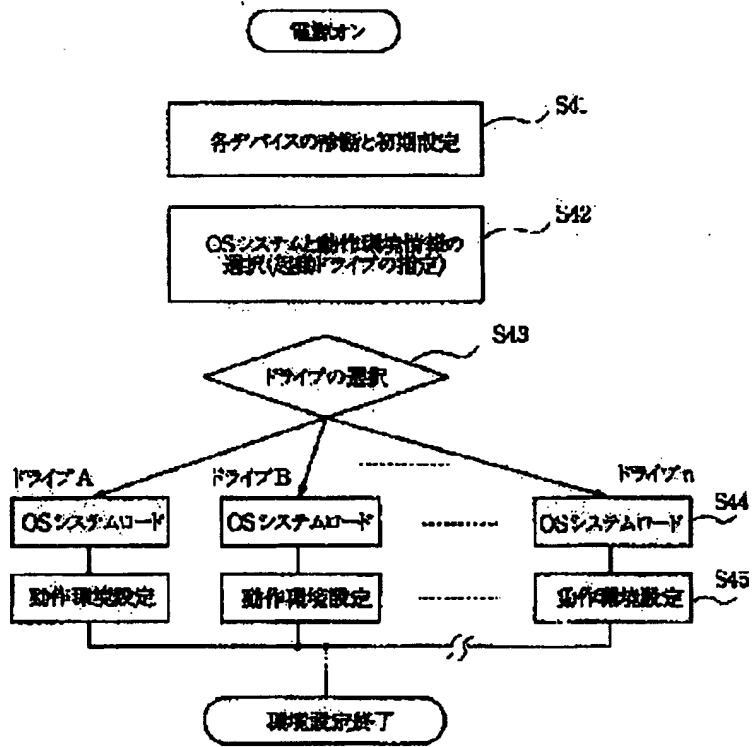 電源オン
S41
各デバイスの診断と初期設定
S42
OSシステムと動作環境情報の
選択(起動ドライブの指定)
S43
ドライブの選択
ドライブA
ドライブB
ドライブn
OSシステムロード
OSシステムロード
OSシステムロード
S44
動作環境設定
動作環境設定
動作環境設定
S45
環境設定終了